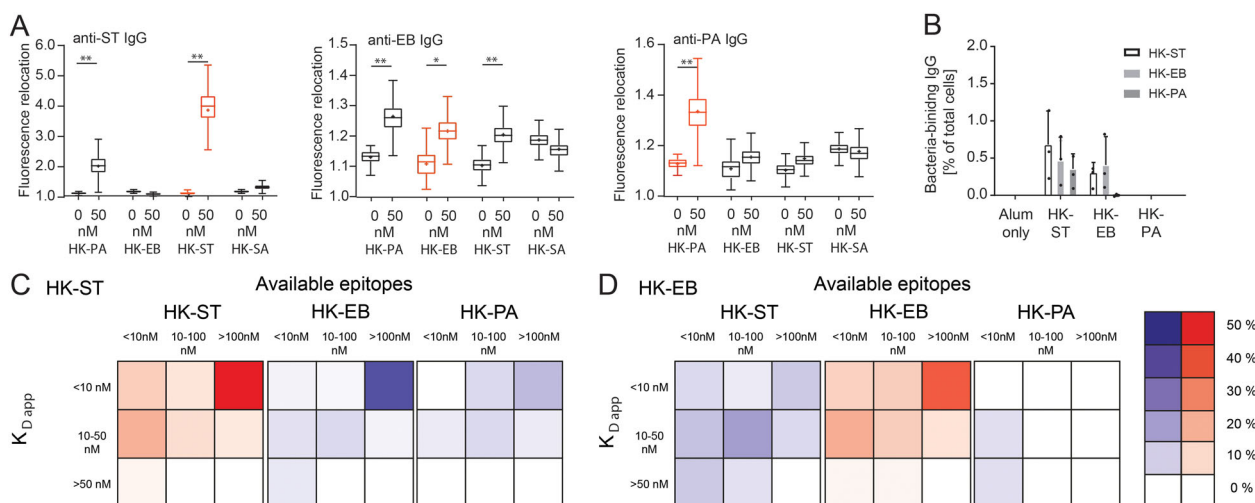 A
anti-ST IgG
Fluorescence relocation
6.0
5.0
4.0
3.0
2.0
1.0
**
**
0 50 0 50 0 50 0 50
nM nM nM nM
HK-PA HK-EB HK-ST HK-SA
anti-EB IgG
Fluorescence relocation
1.5
1.4
1.3
1.2
1.1
1.0
**
*
**
0 50 0 50 0 50 0 50
nM nM nM nM
HK-PA HK-EB HK-ST HK-SA
anti-PA IgG
Fluorescence relocation
1.6
1.4
1.2
1.0
**
0 50 0 50 0 50 0 50
nM nM nM nM
HK-PA HK-EB HK-ST HK-SA
B
Bacteria-binidng IgG
[% of total cells]
2.0
1.5
1.0
0.5
0.0
HK-ST
HK-EB
HK-PA
Alum only
HK-ST
HK-EB
HK-PA
C HK-ST
Available epitopes
HK-ST HK-EB HK-PA
<10nM 10-100 nM >100nM <10nM 10-100 nM >100nM <10nM 10-100 nM >100nM
K D app
<10 nM
10-50 nM
>50 nM
D HK-EB
Available epitopes
HK-ST HK-EB HK-PA
<10nM 10-100 nM >100nM <10nM 10-100 nM >100nM <10nM 10-100 nM >100nM
K D app
<10 nM
10-50 nM
>50 nM
50 %
40 %
30 %
20 %
10 %
0 %